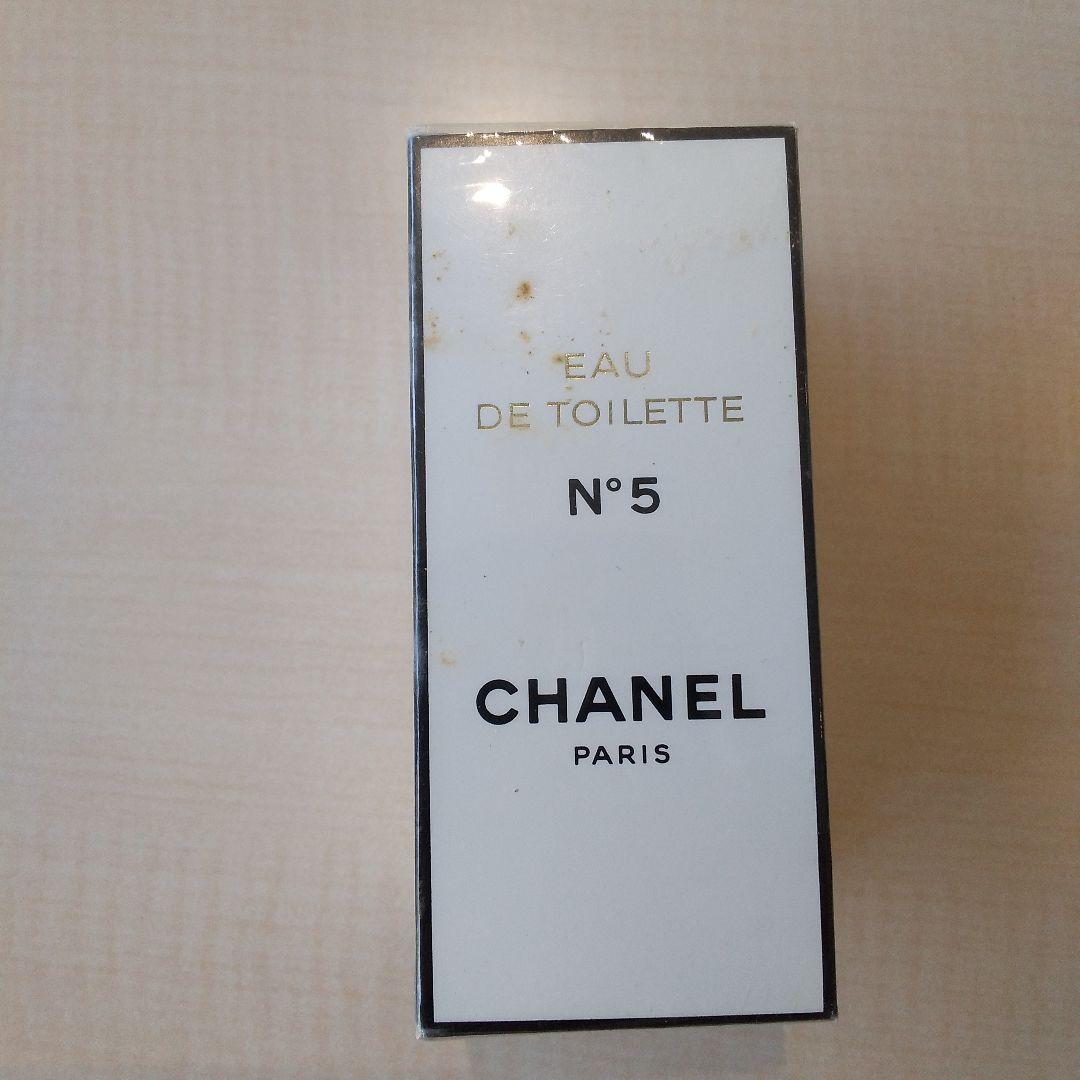 EAU
DE TOILETTE
N°5
CHANEL
PARIS